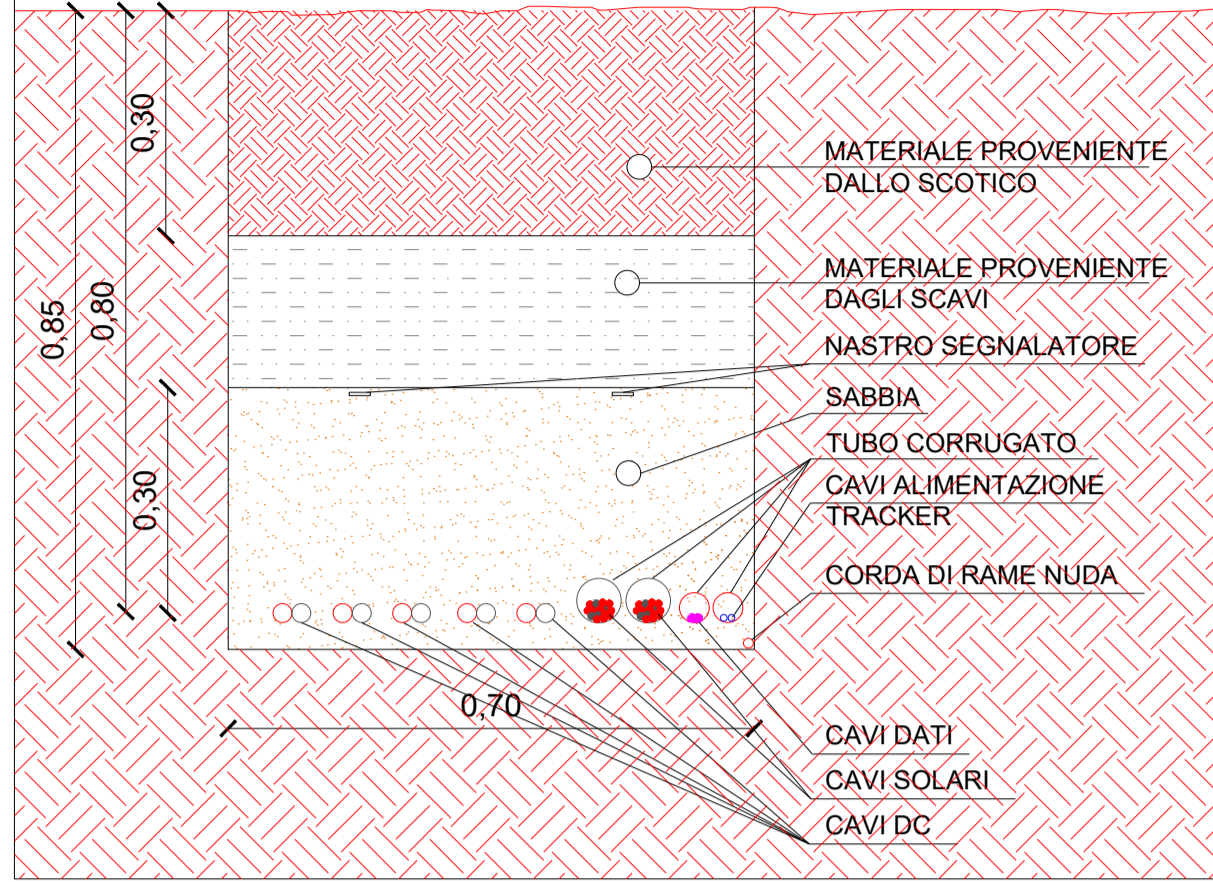 0,30
0,85
0,80
0,30
0,70
MATERIALE PROVENIENTE
DALLO SCOTICO
MATERIALE PROVENIENTE
DAGLI SCAVI
NASTRO SEGNALATORE
SABBIA
TUBO CORRUGATO
CAVI ALIMENTAZIONE
TRACKER
CORDA DI RAME NUDA
CAVI DATI
CAVI SOLARI
CAVI DC